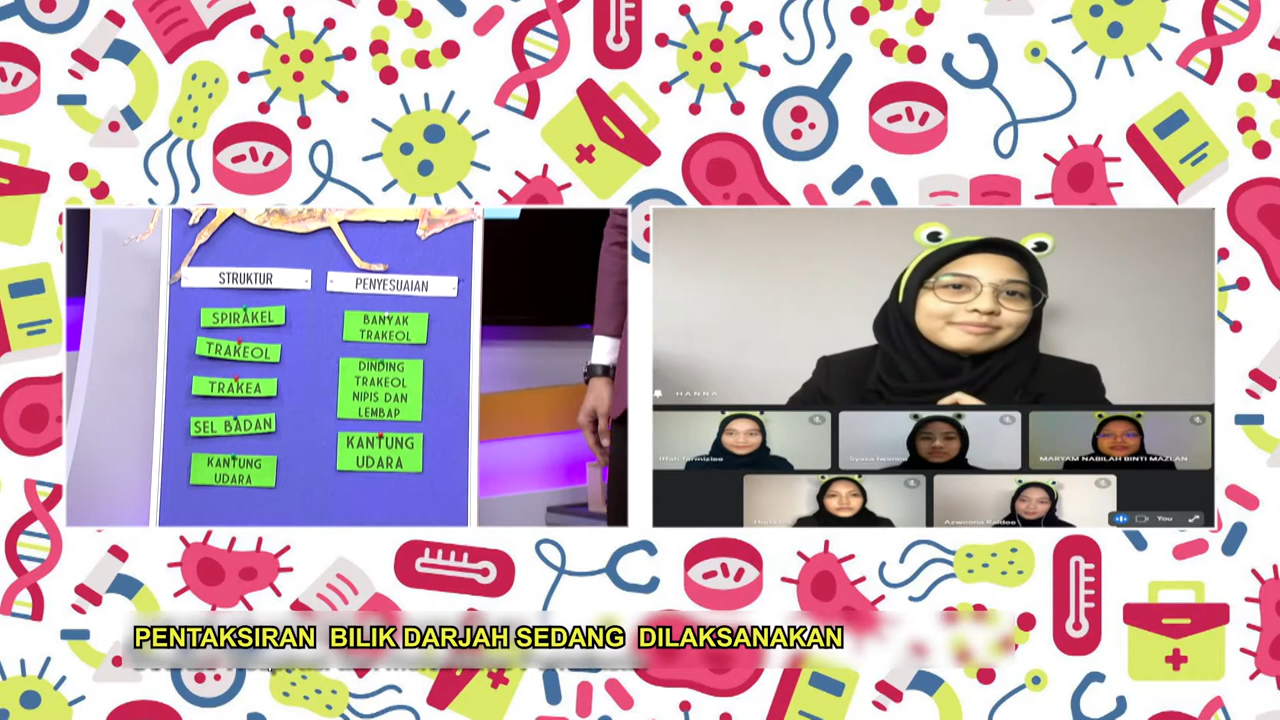 STRUKTUR
PENYESUAIAN
SPIRAKEL
TRAKEOL
TRAKEA
SEL BADAN
KANTUNG
UDARA
BANYAK
TRAKEOL
DINDING
TRAKEOL
NIPIS DAN
LEMBAP
KANTUNG
UDARA
HANNA
MARYAM NABILAH BINTI MAZLAN
You
PENTAKSIRAN BILIK DARJAH SEDANG DILAKSANAKAN